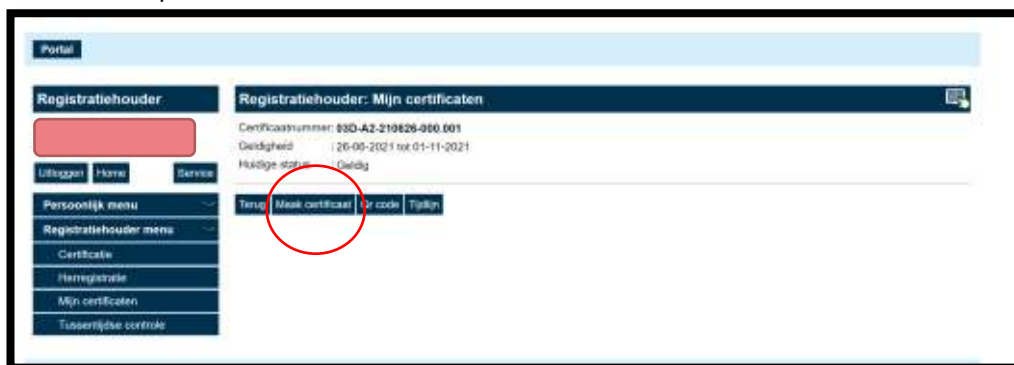 Portal
Registratiehouder
Uitloggen Home Service
Persoonlijk menu
Registratiehouder menu
Certificatie
Herregistratie
Mijn certificaten
Tussentijdse controle
Registratiehouder: Mijn certificaten
Certificaatnummer: 03D-A2-210626-000.001
Geldigheid : 26-06-2021 tot 01-11-2021
Huidige status : Geldig
Terug Maak certificaat Qr code Tijdlijn